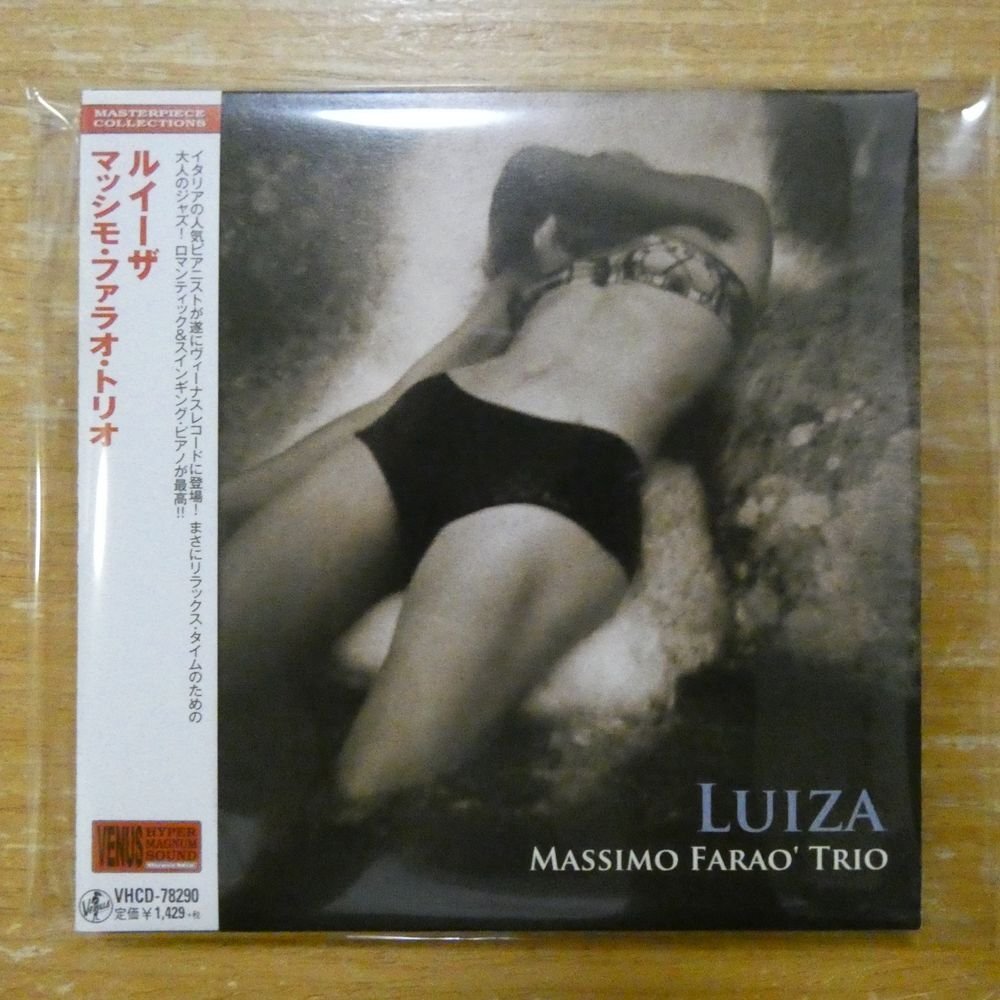 MASTERPIECE
COLLECTIONS
ルイーザ
マッシモ・ファラオ・トリオ
イタリアの人気ピアニストが遂にヴィーナスレコードに登場！ まさにリラックス・タイムのための
大人のジャズ！ ロマンティック&スインギング・ピアノが最高!!
VENUS
HYPER
MAGNUM
SOUND
Venus
VHCD-78290
定価￥1,429+税
LUIZA
MASSIMO FARAO' TRIO